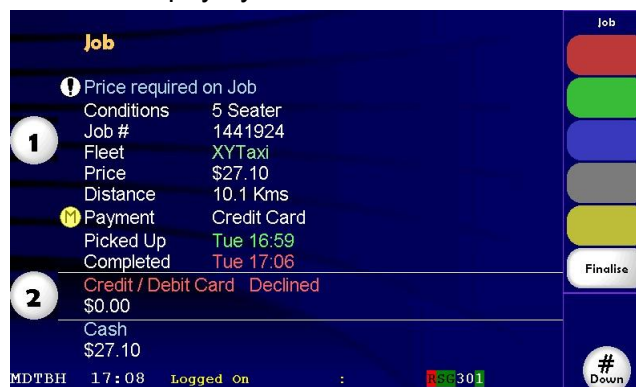 Job
Job
Price required on Job
Conditions 5 Seater
Job # 1441924
1
Fleet XYTaxi
Price $27.10
Distance 10.1 Kms
M Payment Credit Card
Picked Up Tue 16:59
Completed Tue 17:06
Finalise
2
Credit / Debit Card Declined
$0.00
Cash
$27.10
#
Down
MDTBH 17:08 Logged On : RSG301